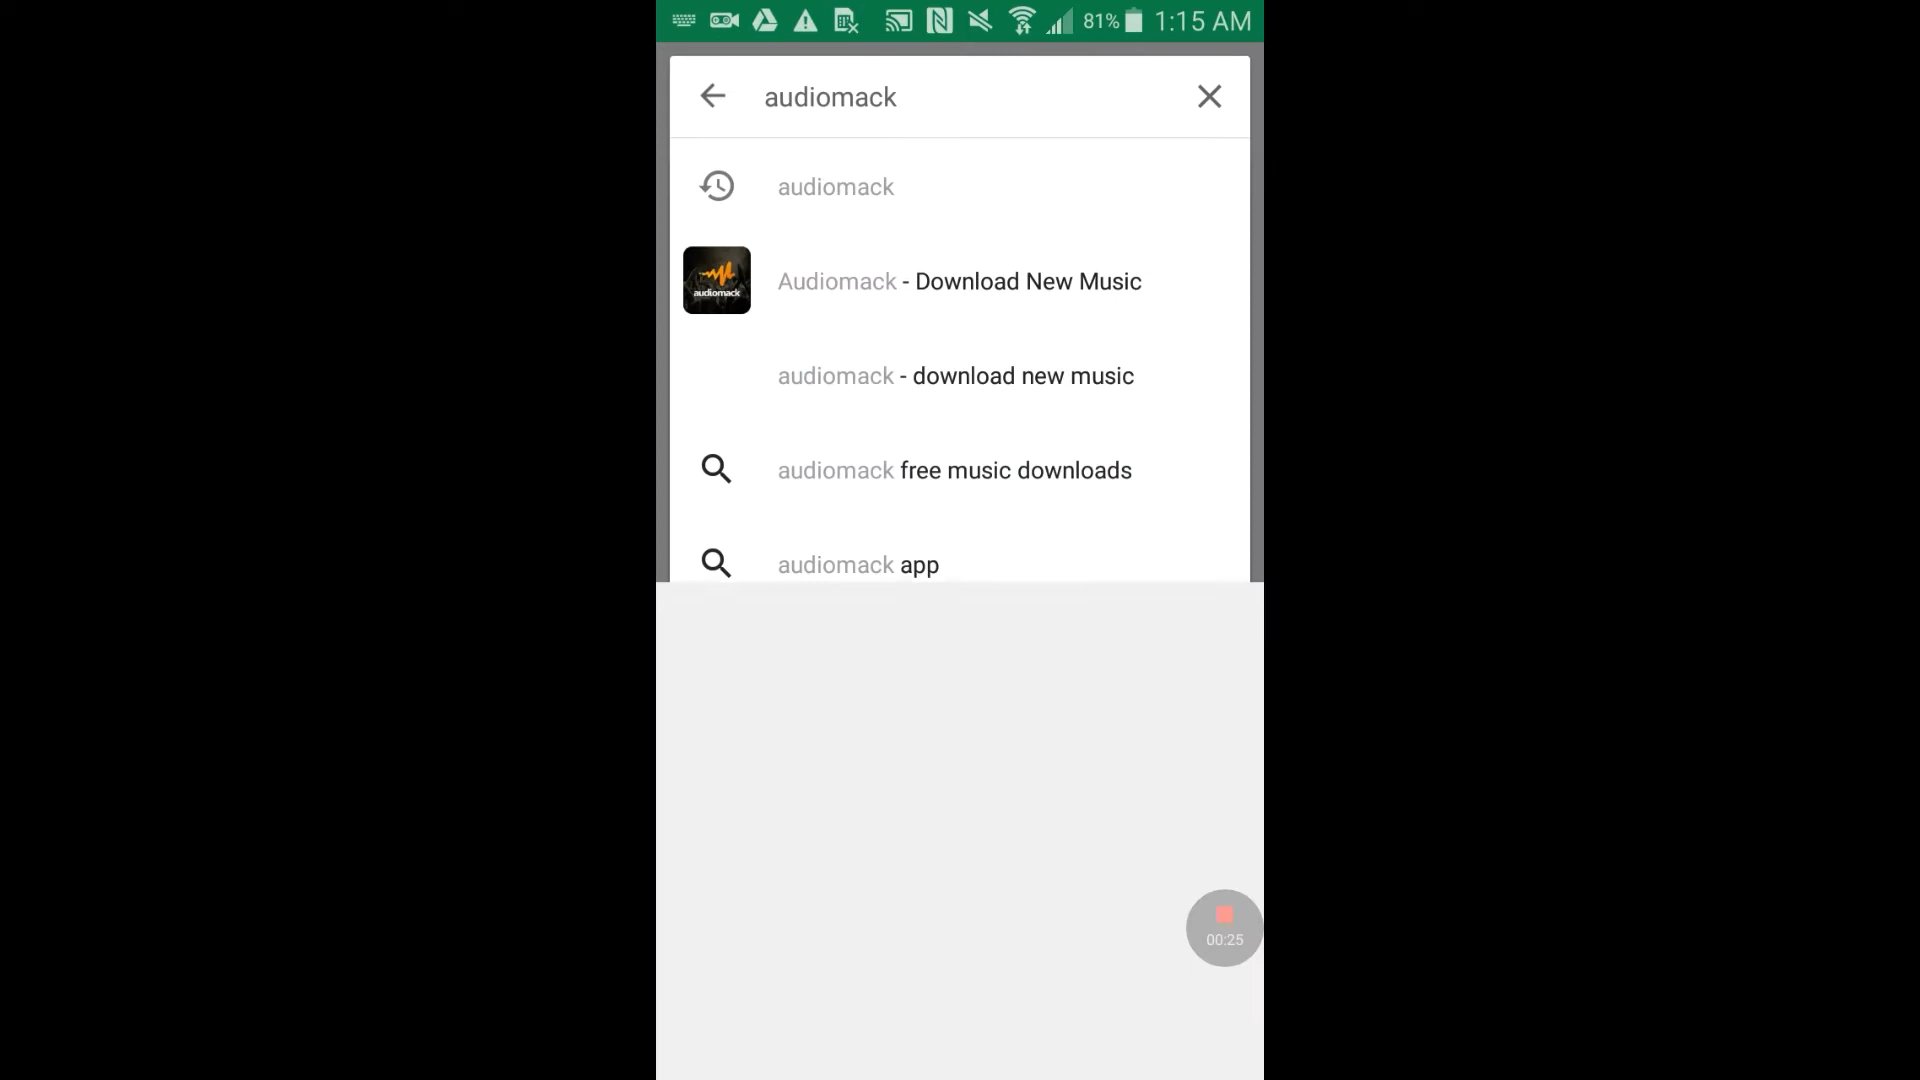 81% 1:15 AM
audiomack
audiomack
audiomack
Audiomack - Download New Music
audiomack - download new music
audiomack free music downloads
audiomack app
00:25